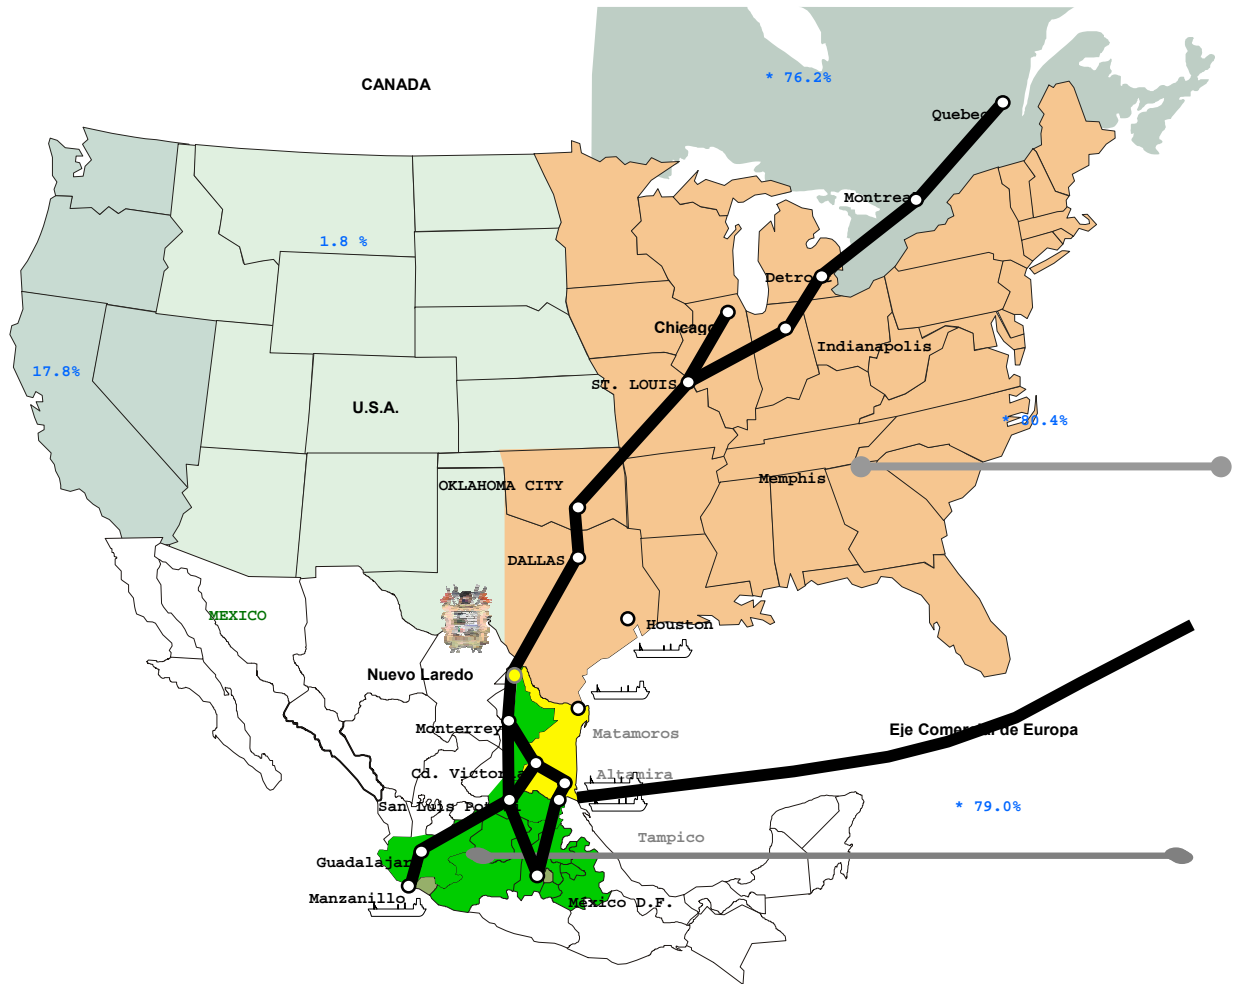 * 76.2%
CANADA
Quebec
Montreal
1.8 %
Detroit
Chicago
Indianapolis
17.8%
ST. LOUIS
U.S.A.
* 80.4%
Memphis
OKLAHOMA CITY
DALLAS
MEXICO
Houston
Nuevo Laredo
Monterrey
Matamoros
Eje Comercial de Europa
Cd. Victoria
Altamira
San Luis Potosi
* 79.0%
Tampico
Guadalajara
Manzanillo
México D.F.